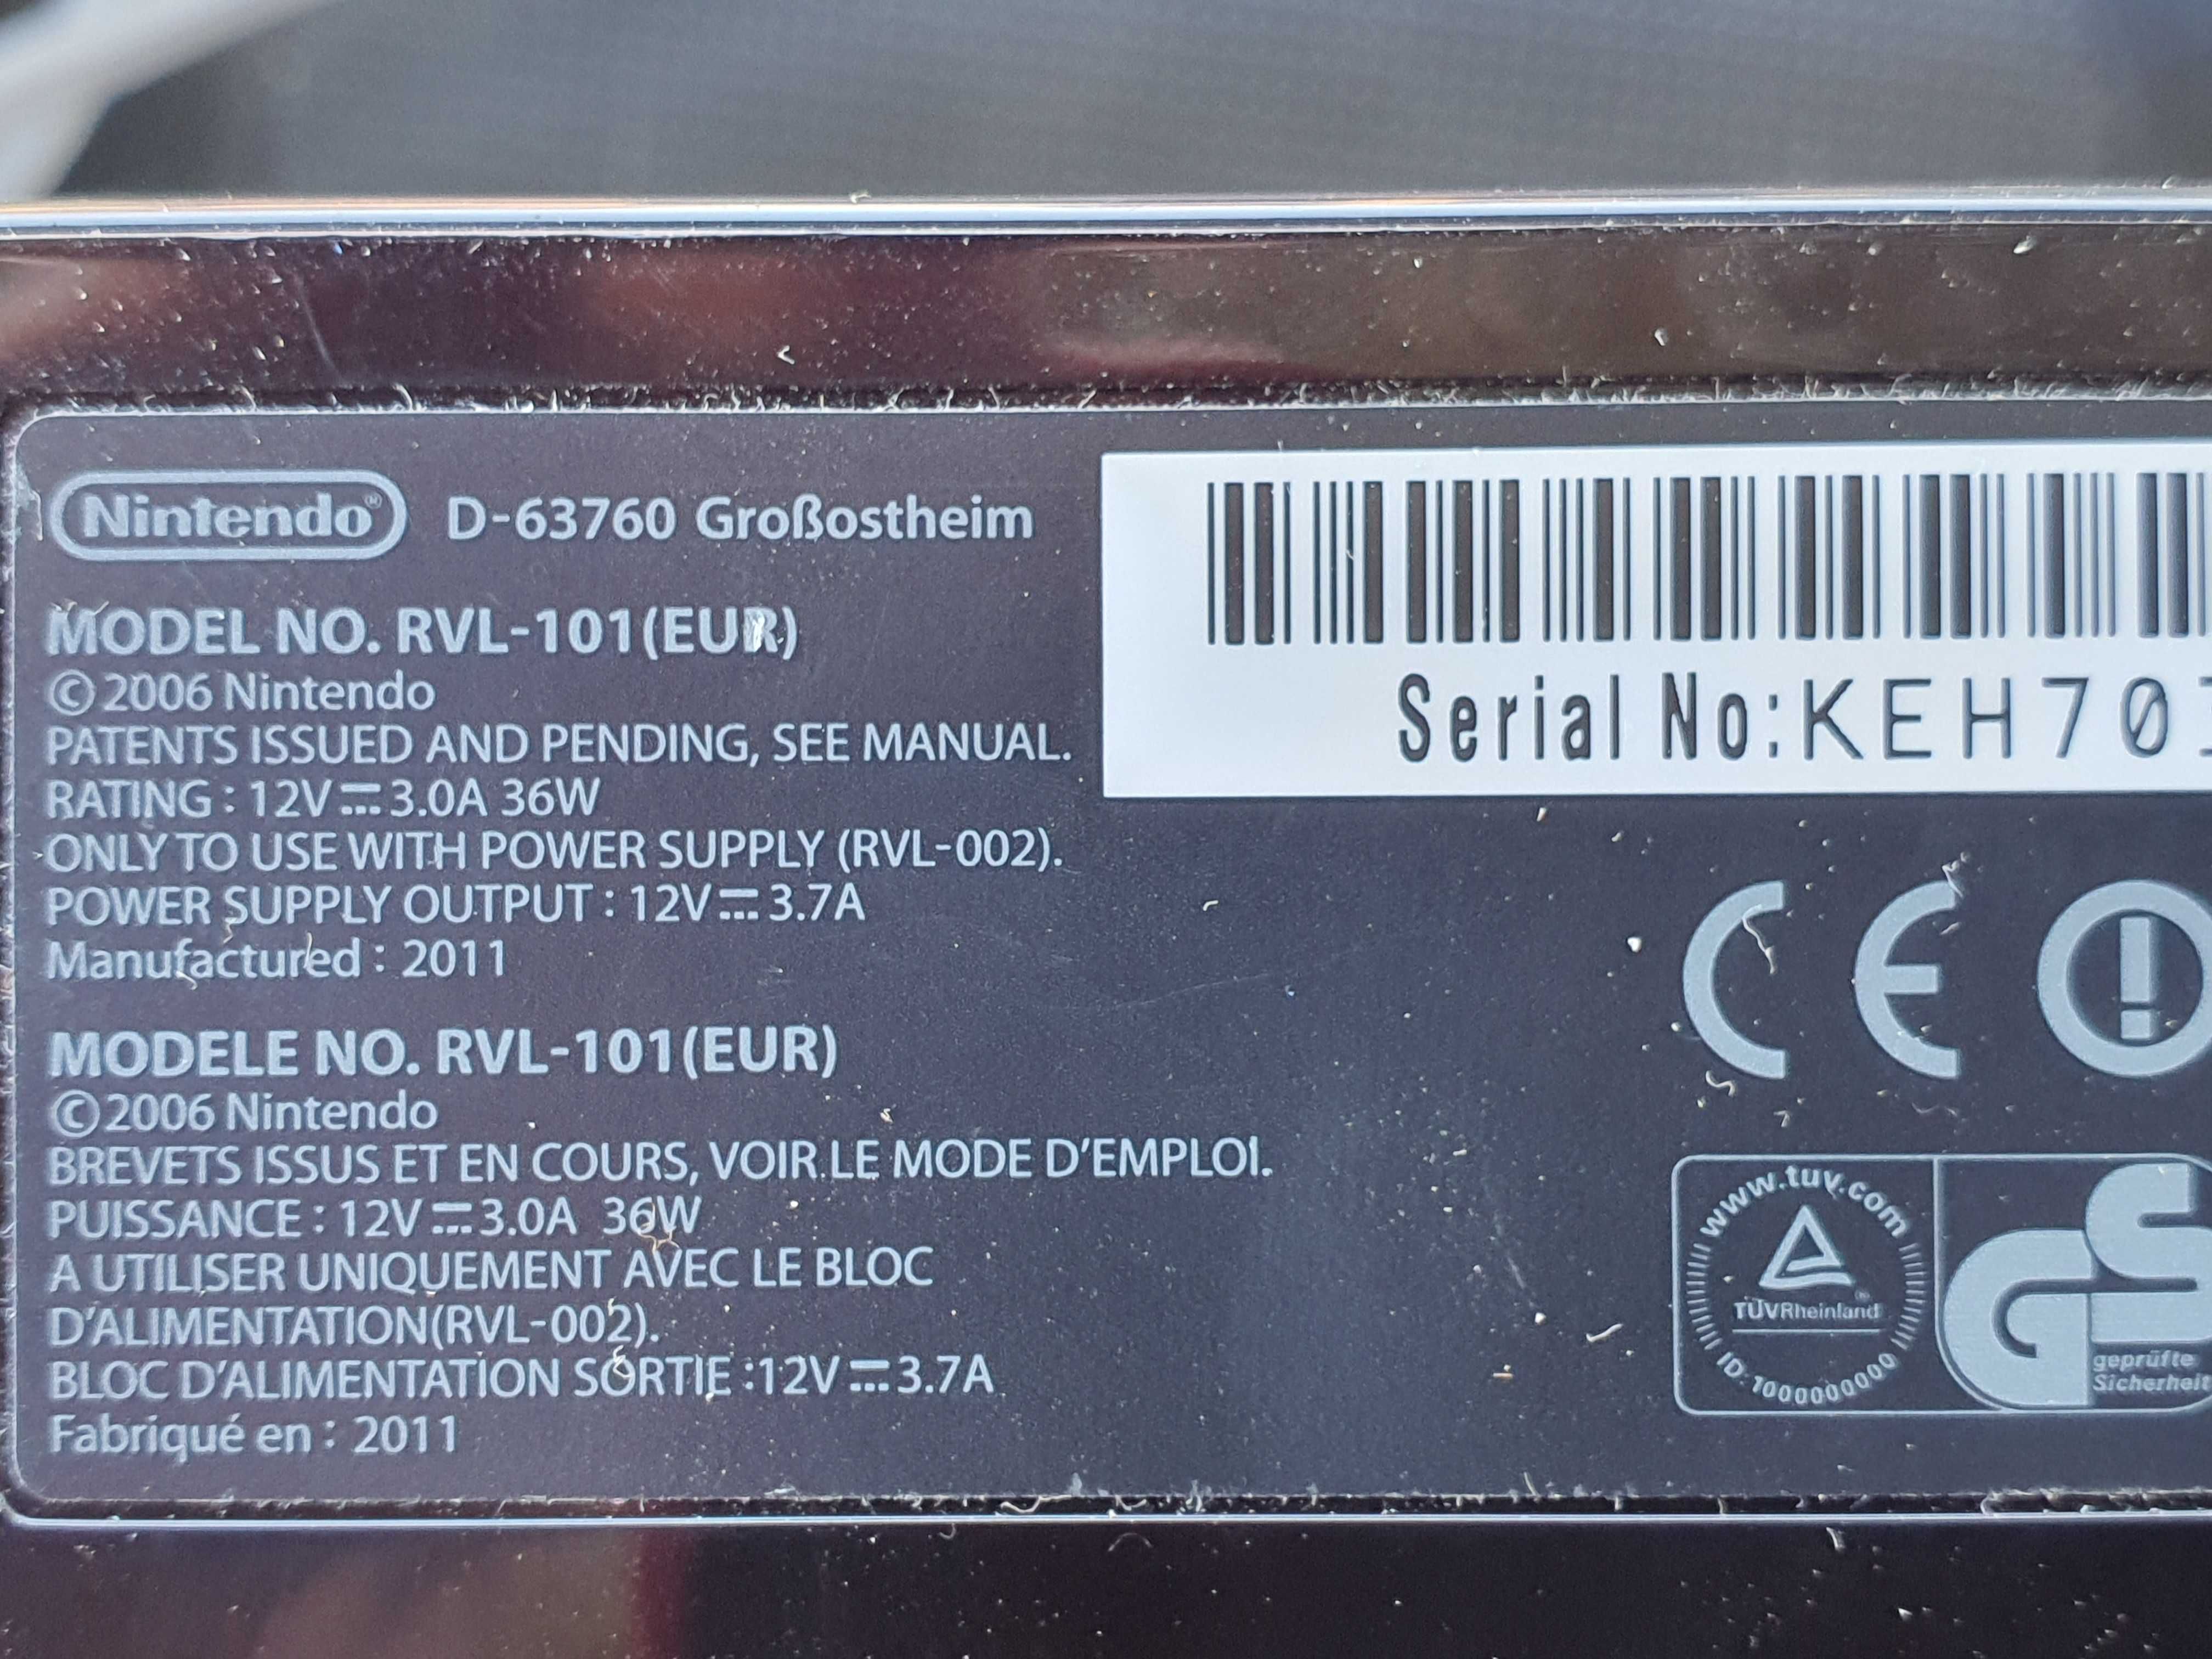 Nintendo® D-63760 Großostheim
MODEL NO. RVL-101(EUR)
©2006 Nintendo
PATENTS ISSUED AND PENDING, SEE MANUAL.
RATING : 12V⎓3.0A 36W
ONLY TO USE WITH POWER SUPPLY (RVL-002).
POWER SUPPLY OUTPUT : 12V⎓3.7A
Manufactured : 2011
MODELE NO. RVL-101(EUR)
©2006 Nintendo
BREVETS ISSUS ET EN COURS, VOIR LE MODE D'EMPLOI.
PUISSANCE : 12V⎓3.0A 36W
A UTILISER UNIQUEMENT AVEC LE BLOC
D'ALIMENTATION(RVL-002).
BLOC D'ALIMENTATION SORTIE :12V⎓3.7A
Fabriqué en : 2011
Serial No:KEH70
CE
www.tuv.com
TÜVRheinland®
ID: 1000000000
GS
geprüfte
Sicherheit